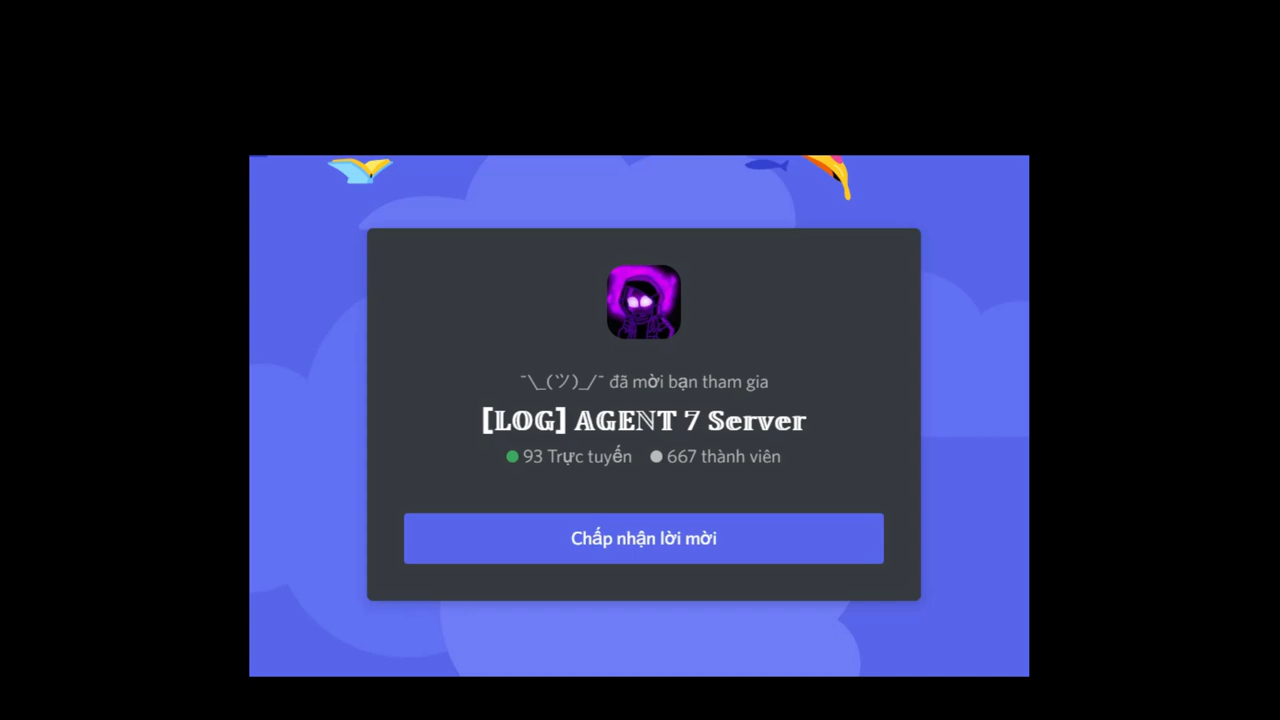 ¯\_(ツ)_/¯ đã mời bạn tham gia
[LOG] AGENT 7 Server
93 Trực tuyến 667 thành viên
Chấp nhận lời mời